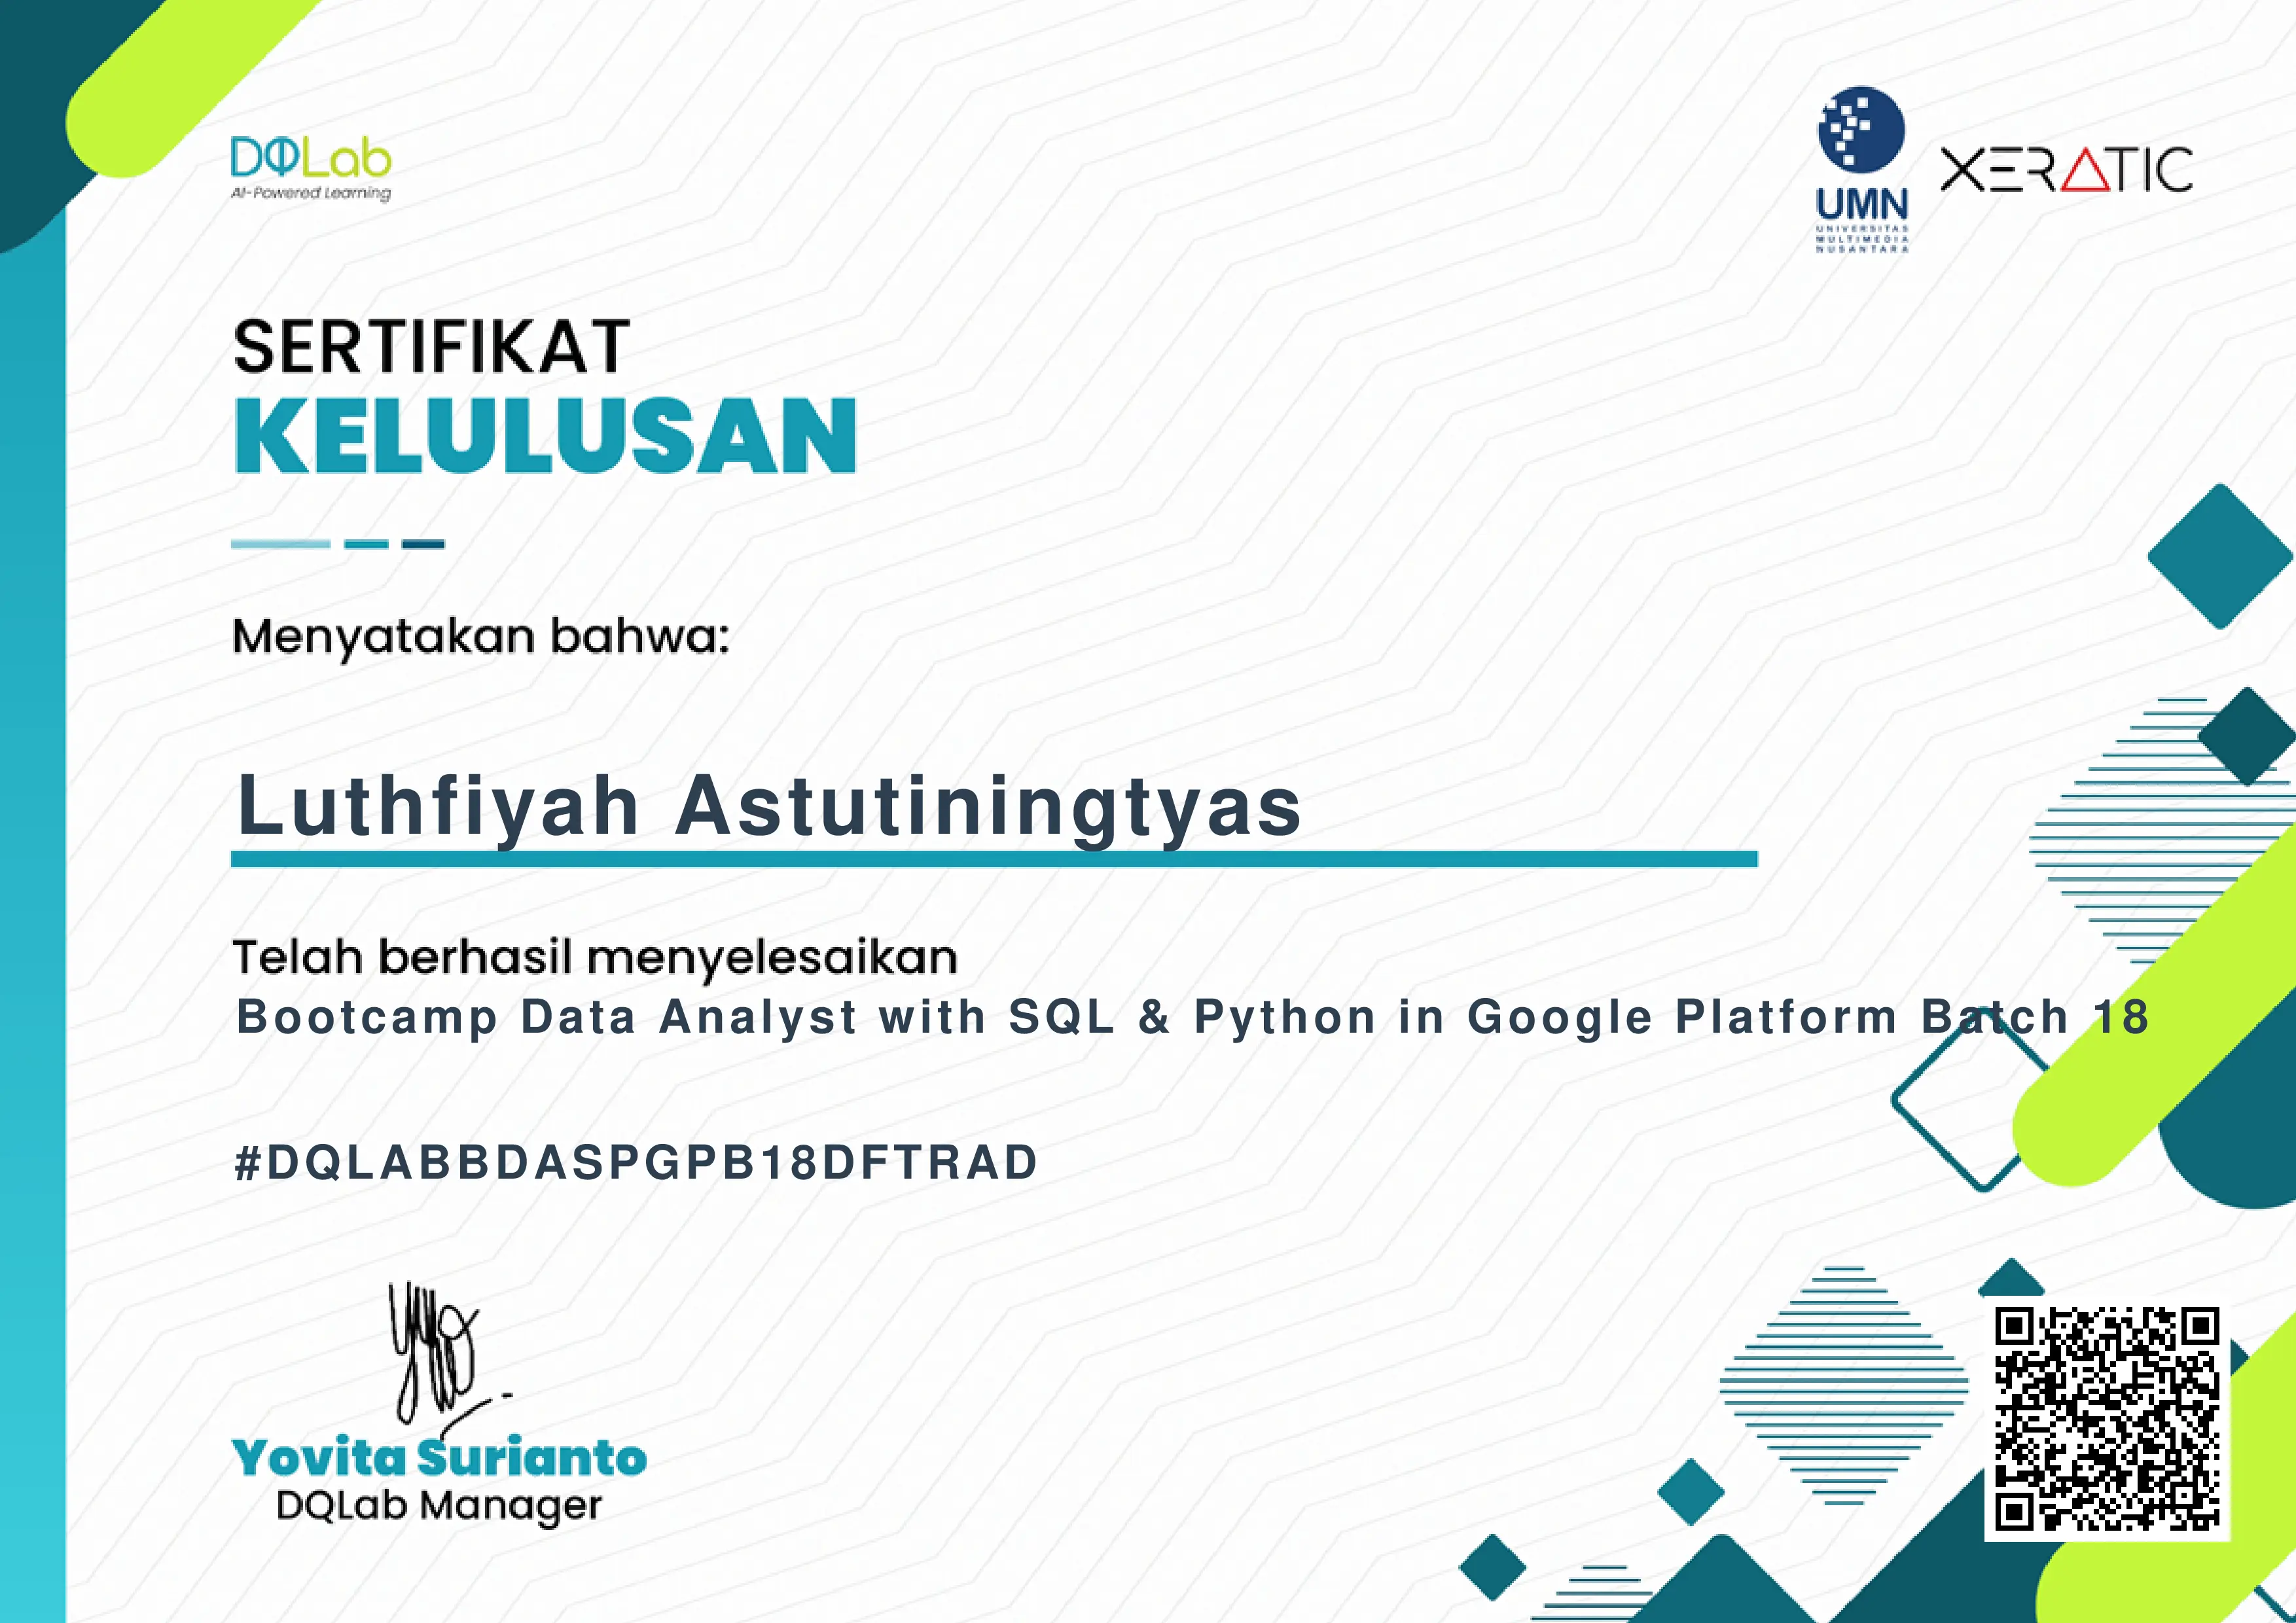 DQLab
AI-Powered Learning
UMN
UNIVERSITAS
MULTIMEDIA
NUSANTARA
XERATIC
SERTIFIKAT
KELULUSAN
Menyatakan bahwa:
Luthfiyah Astutiningtyas
Telah berhasil menyelesaikan
Bootcamp Data Analyst with SQL & Python in Google Platform Batch 18
#DQLABBDASPGPB18DFTRAD
Yovita Surianto
DQLab Manager